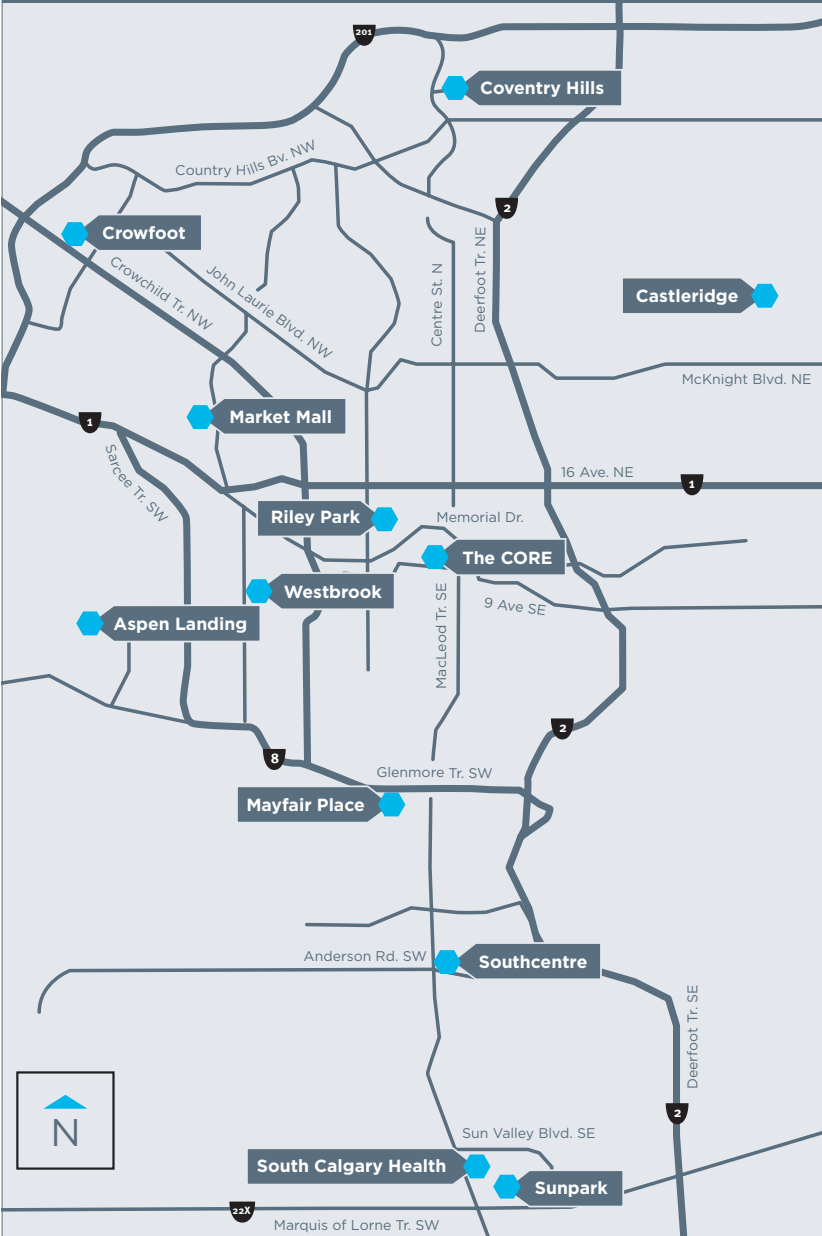 201
Coventry Hills
Country Hills Bv. NW
2
Crowfoot
Crowchild Tr. NW
John Laurie Blvd. NW
Centre St. N
Deerfoot Tr. NE
Castleridge
McKnight Blvd. NE
1
Market Mall
Sarcee Tr. SW
16 Ave. NE
1
Riley Park
Memorial Dr.
The CORE
Westbrook
9 Ave SE
MacLeod Tr. SE
Aspen Landing
2
8
Glenmore Tr. SW
Mayfair Place
Anderson Rd. SW
Southcentre
Deerfoot Tr. SE
N
2
Sun Valley Blvd. SE
South Calgary Health
Sunpark
22X
Marquis of Lorne Tr. SW